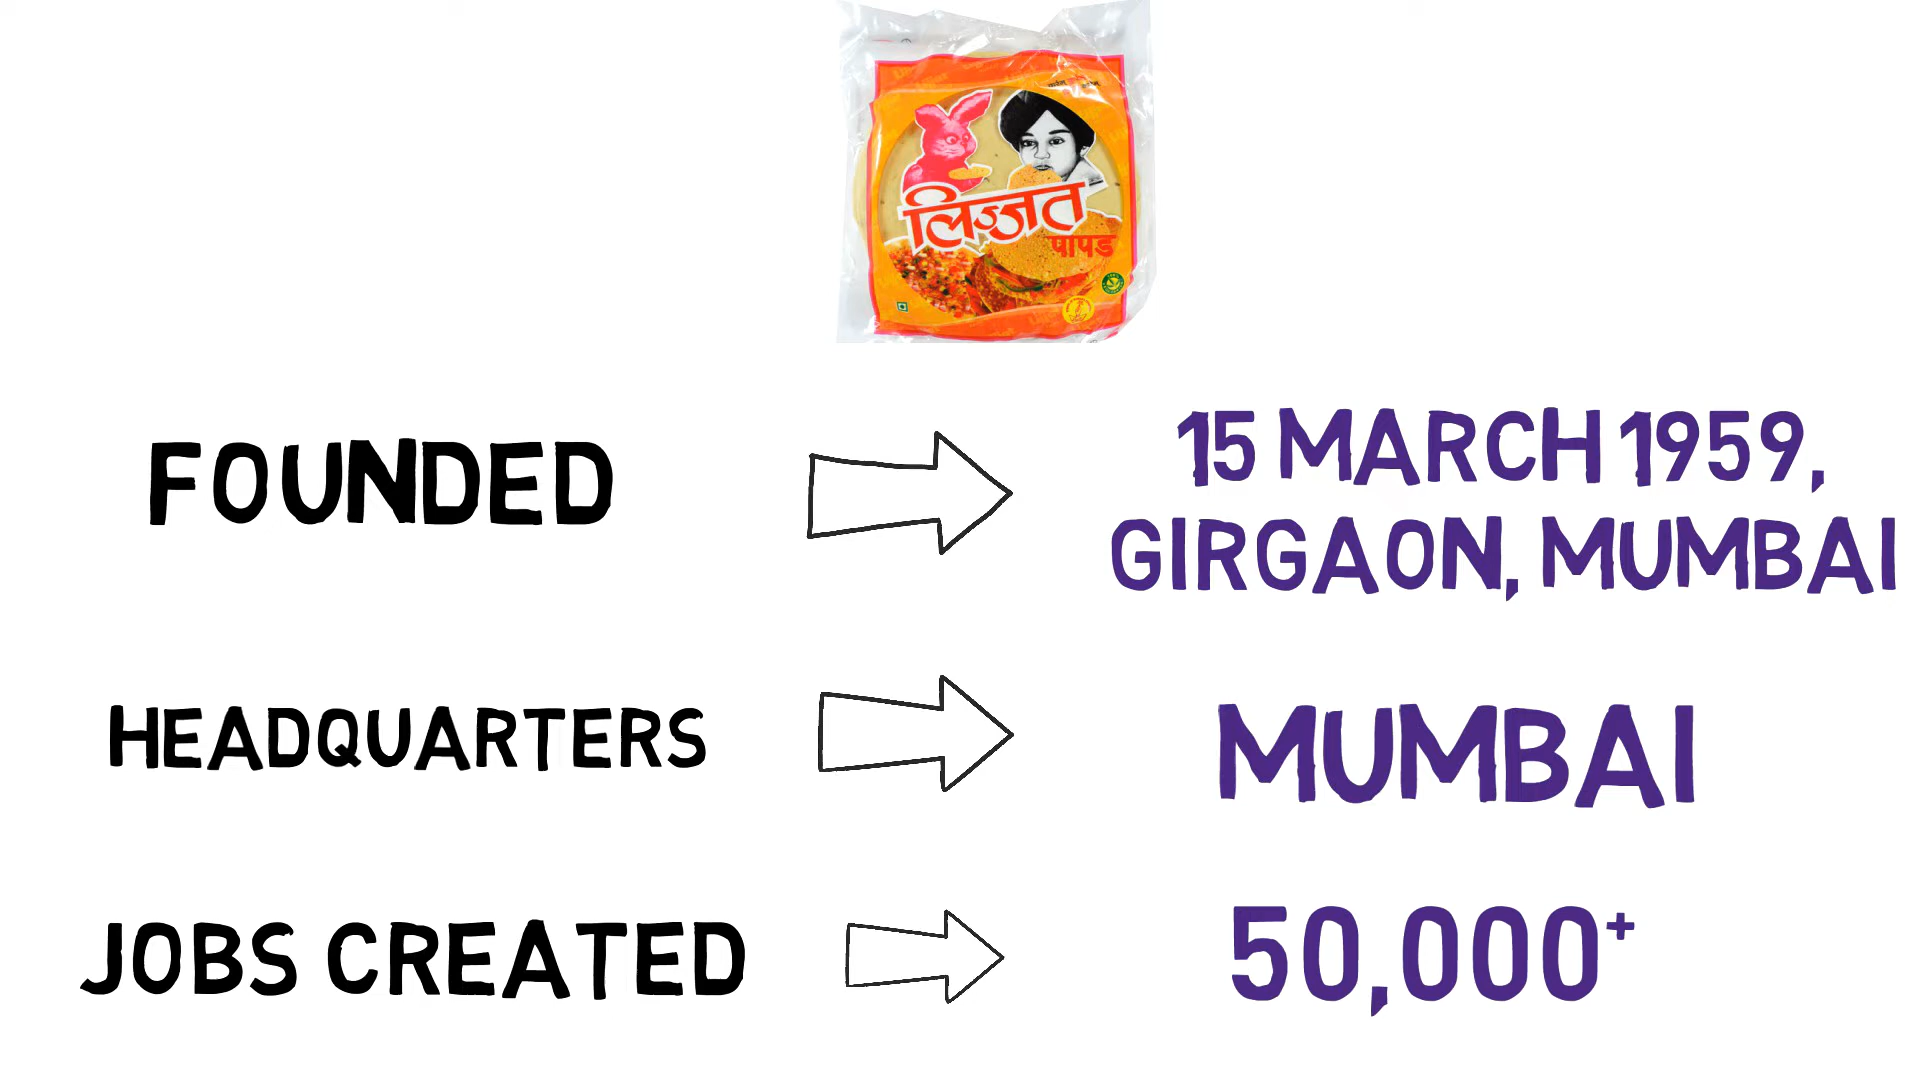 लिज्जत
पापड
FOUNDED
15 MARCH 1959,
GIRGAON, MUMBAI
HEADQUARTERS
MUMBAI
JOBS CREATED
50,000+